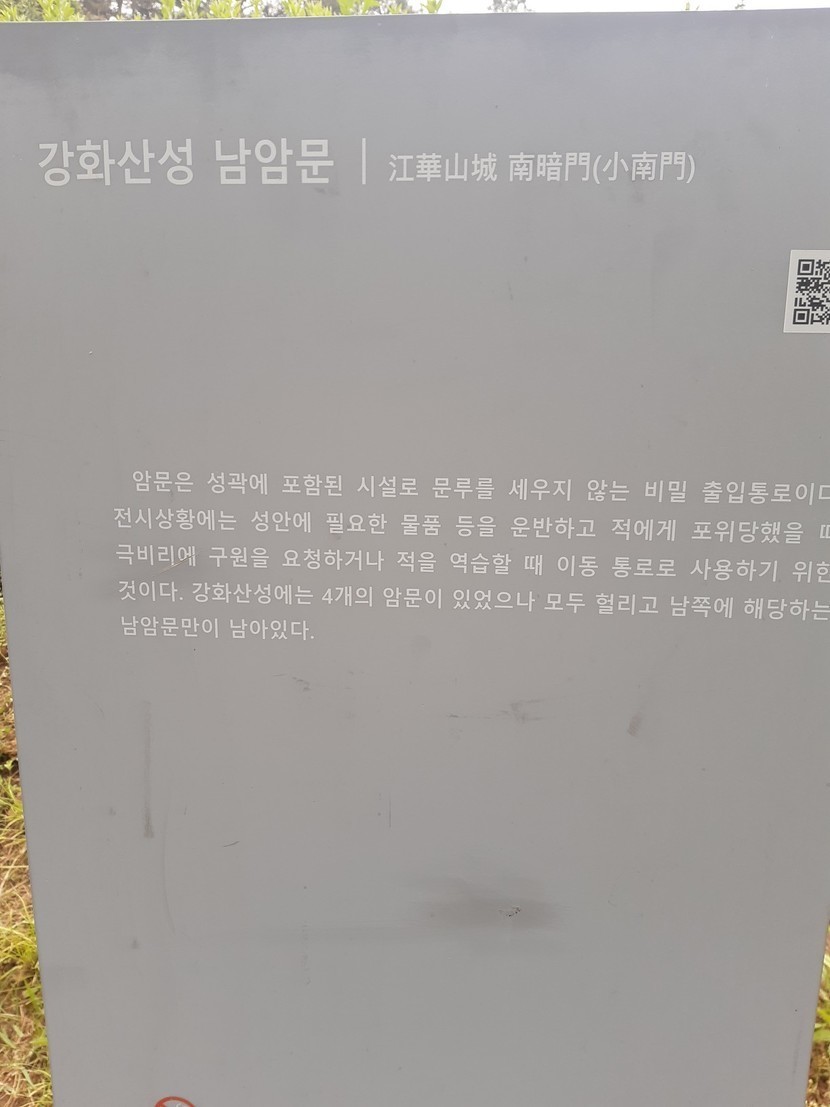 강화산성 남암문 | 江華山城 南暗門(小南門)
암문은 성곽에 포함된 시설로 문루를 세우지 않는 비밀 출입통로이다
전시상황에는 성안에 필요한 물품 등을 운반하고 적에게 포위당했을
극비리에 구원을 요청하거나 적을 역습할 때 이동 통로로 사용하기 위한
것이다. 강화산성에는 4개의 암문이 있었으나 모두 헐리고 남쪽에 해당하는
남암문만이 남아있다.